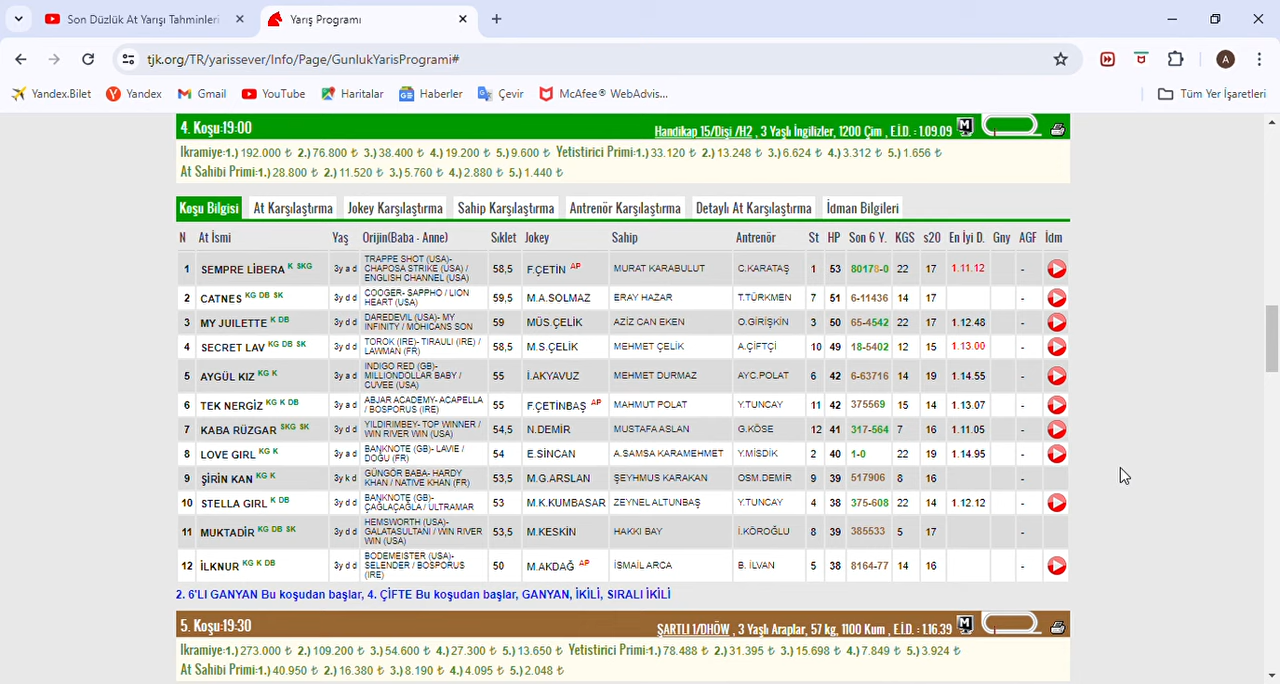 Son Düzlük At Yarışı Tahminleri
Yarış Programı
tjk.org/TR/yarissever/Info/Page/GunlukYarisProgrami#
A
Yandex.Bilet Yandex Gmail YouTube Haritalar Haberler Çevir McAfee® WebAdvis... Tüm Yer İşaretleri
4. Koşu:19:00 Handikap 15/Dişi /H2 , 3 Yaşlı İngilizler, 1200 Çim , E.İ.D. : 1.09.09
İkramiye:1.) 192.000 ₺ 2.) 76.800 ₺ 3.) 38.400 ₺ 4.) 19.200 ₺ 5.) 9.600 ₺ Yetistirici Primi:1.) 33.120 ₺ 2.) 13.248 ₺ 3.) 6.624 ₺ 4.) 3.312 ₺ 5.) 1.656 ₺
At Sahibi Primi:1.) 28.800 ₺ 2.) 11.520 ₺ 3.) 5.760 ₺ 4.) 2.880 ₺ 5.) 1.440 ₺
Koşu Bilgisi At Karşılaştırma Jokey Karşılaştırma Sahip Karşılaştırma Antrenör Karşılaştırma Detaylı At Karşılaştırma İdman Bilgileri
N At İsmi Yaş Orijin(Baba - Anne) Sıklet Jokey Sahip Antrenör St HP Son 6 Y. KGS s20 En İyi D. Gny AGF İdm
1 SEMPRE LİBERA K SKG 3y a d TRAPPE SHOT (USA)- CHAPOSA STRIKE (USA) / ENGLISH CHANNEL (USA) 58,5 F.ÇETİN AP MURAT KARABULUT C.KARATAŞ 1 53 80178-0 22 17 1.11.12 -
2 CATNES KG DB SK 3y d d COOGER- SAPPHO / LION HEART (USA) 59,5 M.A.SOLMAZ ERAY HAZAR T.TÜRKMEN 7 51 6-11436 14 17 -
3 MY JUILETTE K DB 3y d d DAREDEVIL (USA)- MY INFINITY / MOHICANS SON 59 MÜS.ÇELİK AZİZ CAN EKEN O.GİRİŞKİN 3 50 65-4542 22 17 1.12.48 -
4 SECRET LAV KG DB SK 3y d d TOROK (IRE)- TIRAULI (IRE) / LAWMAN (FR) 58,5 M.S.ÇELİK MEHMET ÇELİK A.ÇİFTÇİ 10 49 18-5402 12 15 1.13.00 -
5 AYGÜL KIZ KG K 3y a d INDIGO RED (GB)- MILLIONDOLLAR BABY / CUVEE (USA) 55 İ.AKYAVUZ MEHMET DURMAZ AYC.POLAT 6 42 6-63716 14 19 1.14.55 -
6 TEK NERGİZ KG K DB 3y a d ABJAR ACADEMY- ACAPELLA / BOSPORUS (IRE) 55 F.ÇETİNBAŞ AP MAHMUT POLAT Y.TUNCAY 11 42 375569 15 14 1.13.07 -
7 KABA RÜZGAR SKG SK 3y d d YILDIRIMBEY- TOP WINNER / WIN RIVER WIN (USA) 54,5 N.DEMİR MUSTAFA ASLAN G.KÖSE 12 41 317-564 7 16 1.11.05 -
8 LOVE GIRL KG K 3y a d BANKNOTE (GB)- LAVIE / DOĞU (FR) 54 E.SİNCAN A.SAMSA KARAMEHMET Y.MİSDİK 2 40 1-0 22 19 1.14.95 -
9 ŞİRİN KAN KG K 3y k d GÜNGÖR BABA- HARDY KHAN / NATIVE KHAN (FR) 53,5 M.G.ARSLAN ŞEYHMUS KARAKAN OSM.DEMİR 9 39 517906 8 16 -
10 STELLA GIRL K DB 3y d d BANKNOTE (GB)- ÇAĞLAÇAĞLA / ULTRAMAR 53 M.K.KUMBASAR ZEYNEL ALTUNBAŞ Y.TUNCAY 4 38 375-608 22 14 1.12.12 -
11 MUKTADİR KG DB SK 3y d d HEMSWORTH (USA)- GALATASULTANI / WIN RIVER WIN (USA) 53,5 M.KESKİN HAKKI BAY İ.KÖROĞLU 8 39 385533 5 17 -
12 İLKNUR KG K DB 3y d d BODEMEISTER (USA)- SELENDER / BOSPORUS (IRE) 50 M.AKDAĞ AP İSMAİL ARCA B. İLVAN 5 38 8164-77 14 16 -
2. 6'LI GANYAN Bu koşudan başlar, 4. ÇİFTE Bu koşudan başlar, GANYAN, İKİLİ, SIRALI İKİLİ
5. Koşu:19:30 ŞARTLI 1/DHÖW , 3 Yaşlı Araplar, 57 kg, 1100 Kum , E.İ.D. : 1.16.39
İkramiye:1.) 273.000 ₺ 2.) 109.200 ₺ 3.) 54.600 ₺ 4.) 27.300 ₺ 5.) 13.650 ₺ Yetistirici Primi:1.) 78.488 ₺ 2.) 31.395 ₺ 3.) 15.698 ₺ 4.) 7.849 ₺ 5.) 3.924 ₺
At Sahibi Primi:1.) 40.950 ₺ 2.) 16.380 ₺ 3.) 8.190 ₺ 4.) 4.095 ₺ 5.) 2.048 ₺